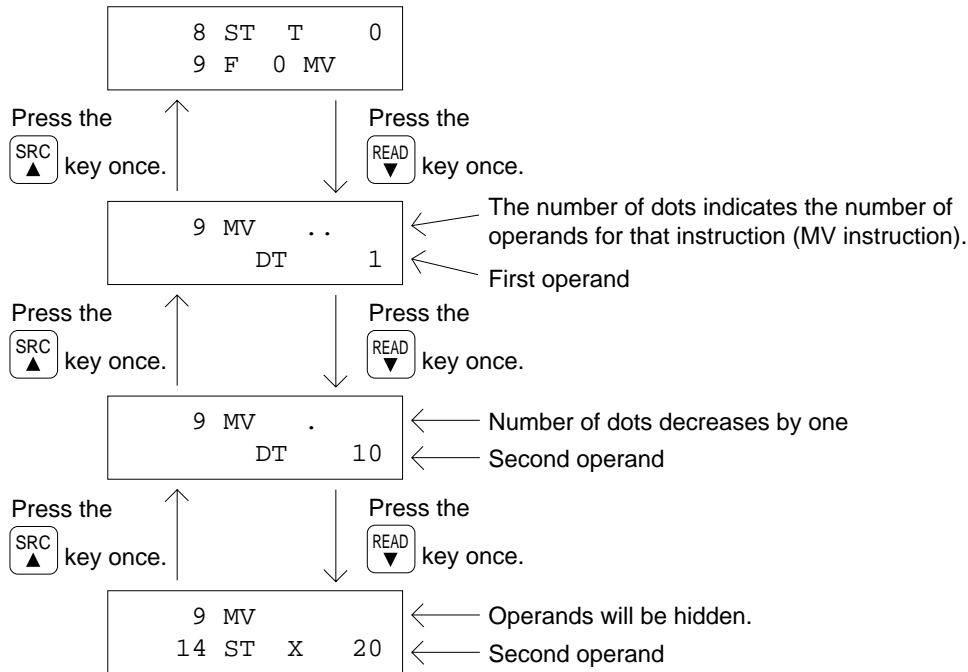 8 ST T 0
9 F 0 MV
Press the
SRC ▲ key once.
Press the
READ ▼ key once.
9 MV ..
DT 1
The number of dots indicates the number of
operands for that instruction (MV instruction).
First operand
Press the
SRC ▲ key once.
Press the
READ ▼ key once.
9 MV .
DT 10
Number of dots decreases by one
Second operand
Press the
SRC ▲ key once.
Press the
READ ▼ key once.
9 MV
14 ST X 20
Operands will be hidden.
Second operand